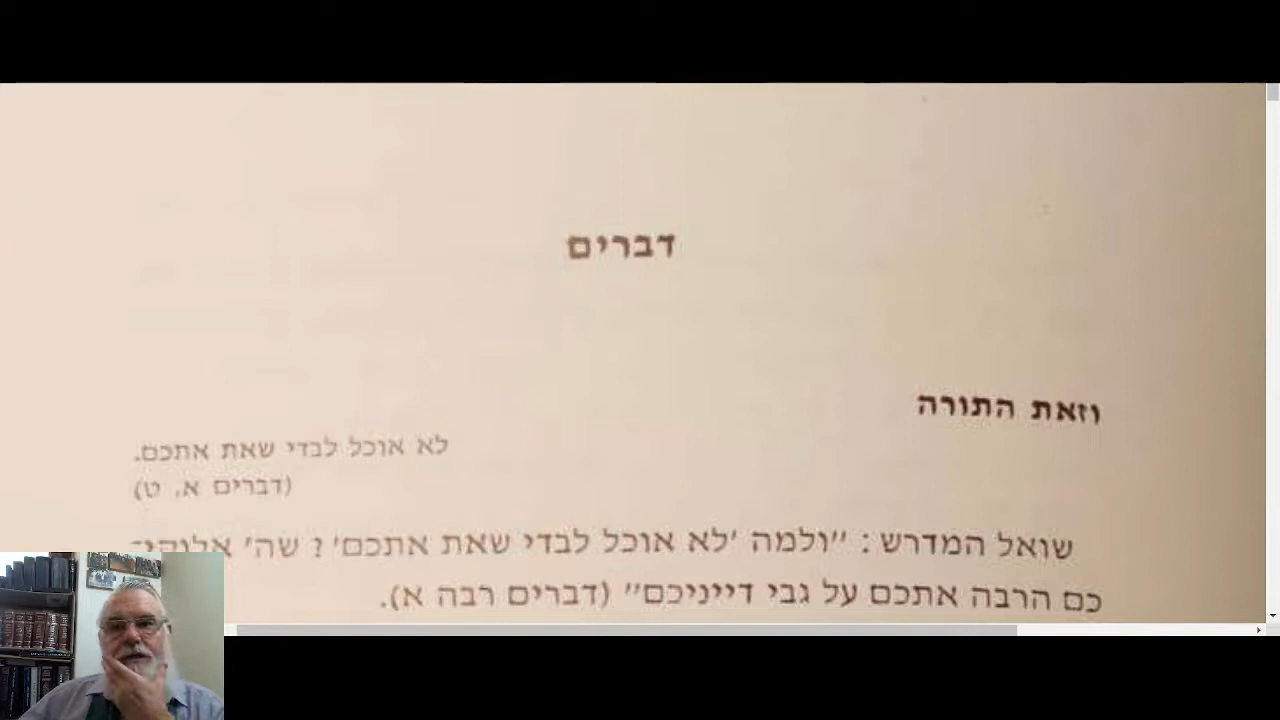 דברים
וזאת התורה
לא אוכל לבדי שאת אתכם.
(דברים א, ט)
שואל המדרש: "ולמה 'לא אוכל לבדי שאת אתכם'? שה' אלוהי־
כם הרבה אתכם על גבי דייניכם" (דברים רבה א).